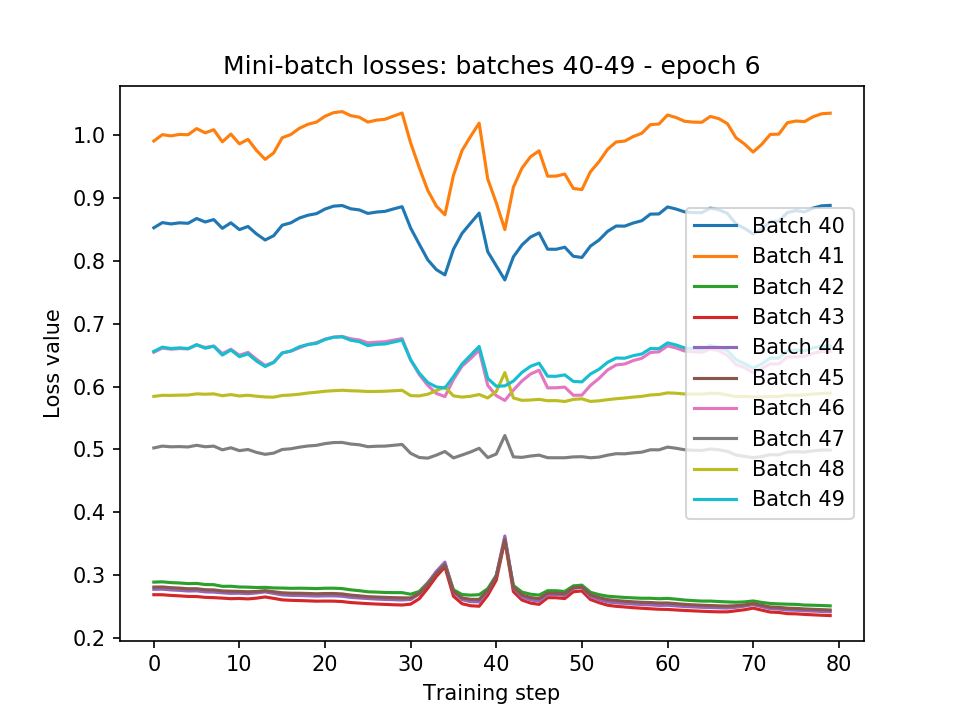 Mini-batch losses: batches 40-49 - epoch 6
Loss value
1.0
0.9
0.8
0.7
0.6
0.5
0.4
0.3
0.2
Batch 40
Batch 41
Batch 42
Batch 43
Batch 44
Batch 45
Batch 46
Batch 47
Batch 48
Batch 49
0 10 20 30 40 50 60 70 80
Training step